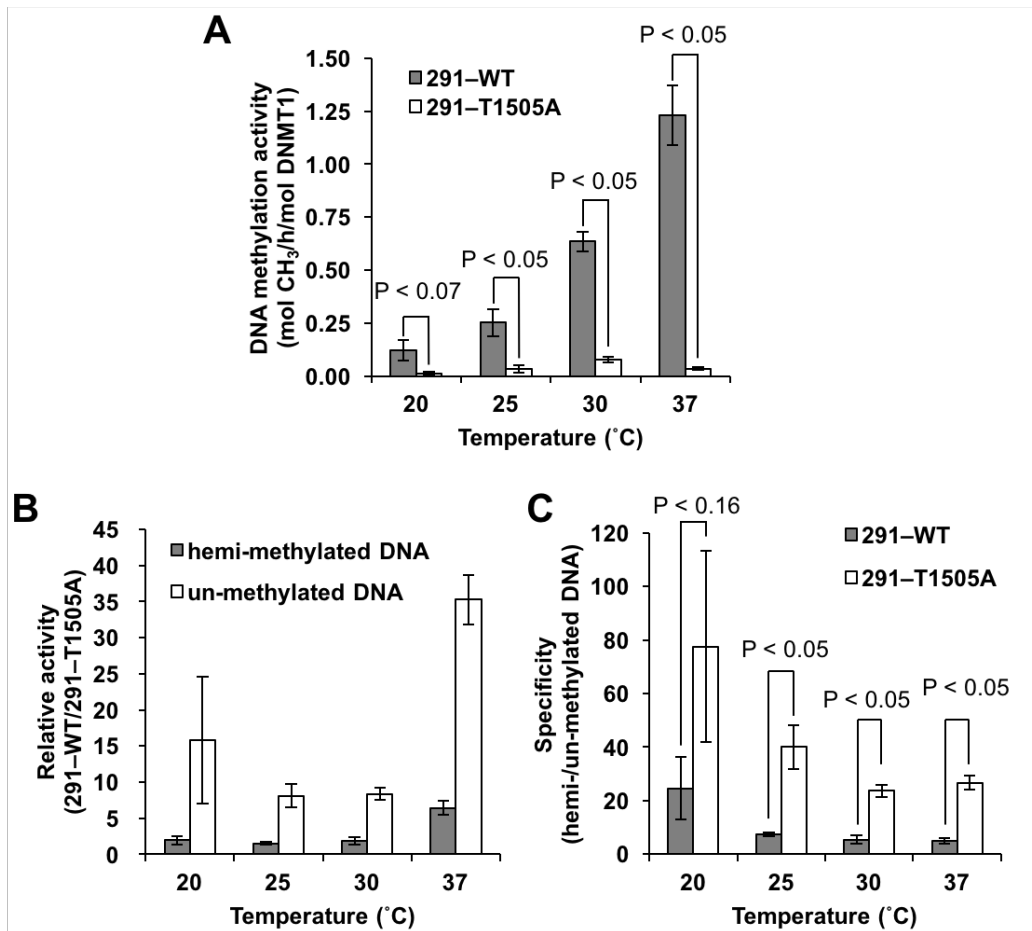 A
P < 0.05
1.50
291–WT
291–T1505A
1.25
1.00
P < 0.05
0.75
0.50
P < 0.05
P < 0.07
0.25
0.00
DNA methylation activity
(mol CH₃/h/mol DNMT1)
20 25 30 37
Temperature (˚C)
B
45
hemi-methylated DNA
un-methylated DNA
40
35
30
25
20
15
10
5
0
Relative activity
(291–WT/291–T1505A)
20 25 30 37
Temperature (˚C)
C
P < 0.16
120
291–WT
291–T1505A
100
80
P < 0.05
P < 0.05
P < 0.05
60
40
20
0
Specificity
(hemi-/un-methylated DNA)
20 25 30 37
Temperature (˚C)